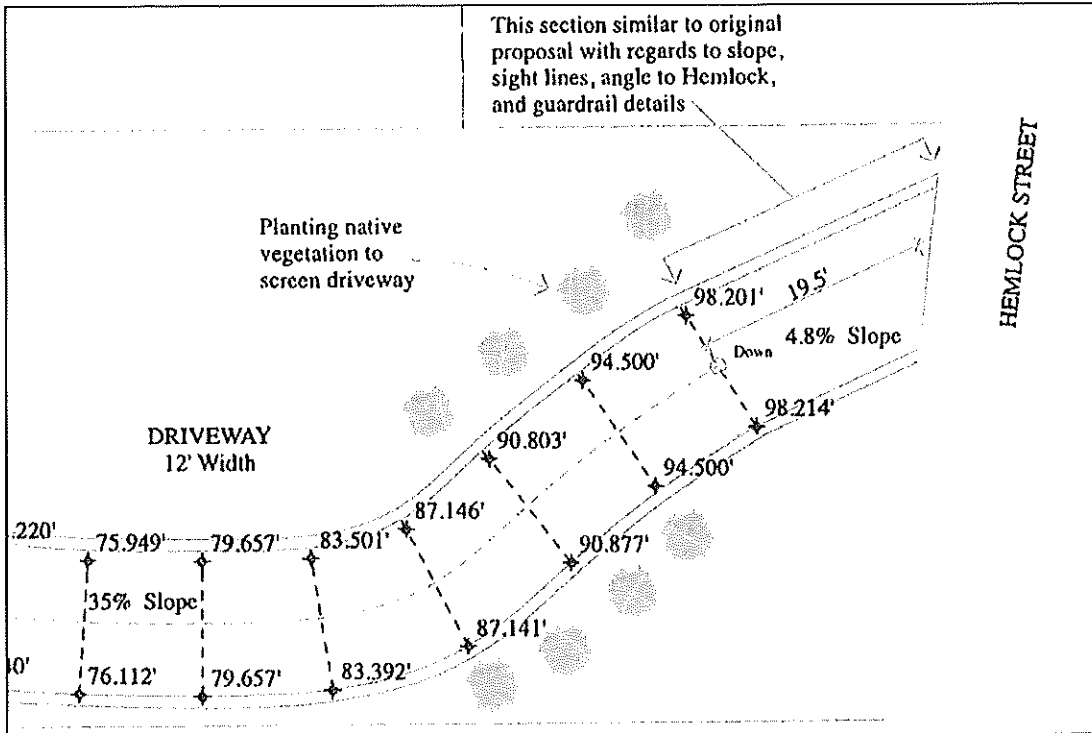 This section similar to original
proposal with regards to slope,
sight lines, angle to Hemlock,
and guardrail details
HEMLOCK STREET
Planting native
vegetation to
screen driveway
98.201'
19.5'
4.8% Slope
Down
94.500'
98.214'
DRIVEWAY
12' Width
90.803'
94.500'
87.146'
.220'
75.949'
79.657'
83.501'
90.877'
35% Slope
87.141'
40'
76.112'
79.657'
83.392'